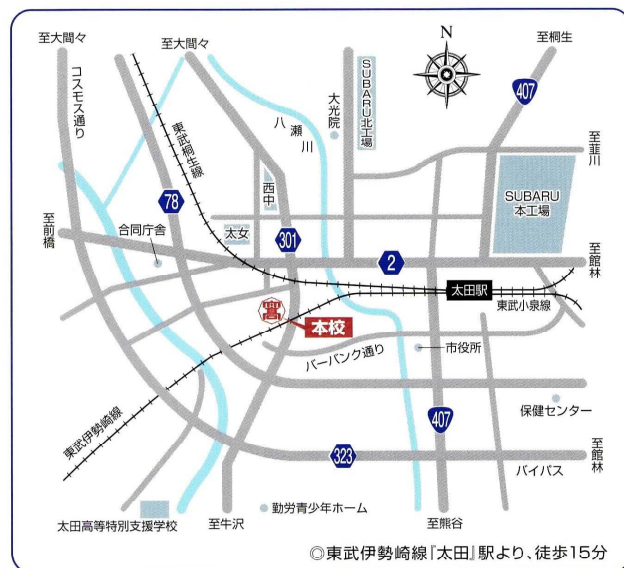 至大間々
至大間々
N
至桐生
コスモス通り
SUBARU北工場
大光院
407
八瀬川
東武桐生線
至韮川
西中
SUBARU
本工場
78
至前橋
合同庁舎
太女
301
2
至館林
太田駅
東武小泉線
高
本校
バーバンク通り
市役所
東武伊勢崎線
407
保健センター
323
至館林
バイパス
太田高等特別支援学校
至牛沢
勤労青少年ホーム
至熊谷
◎東武伊勢崎線『太田』駅より、徒歩15分